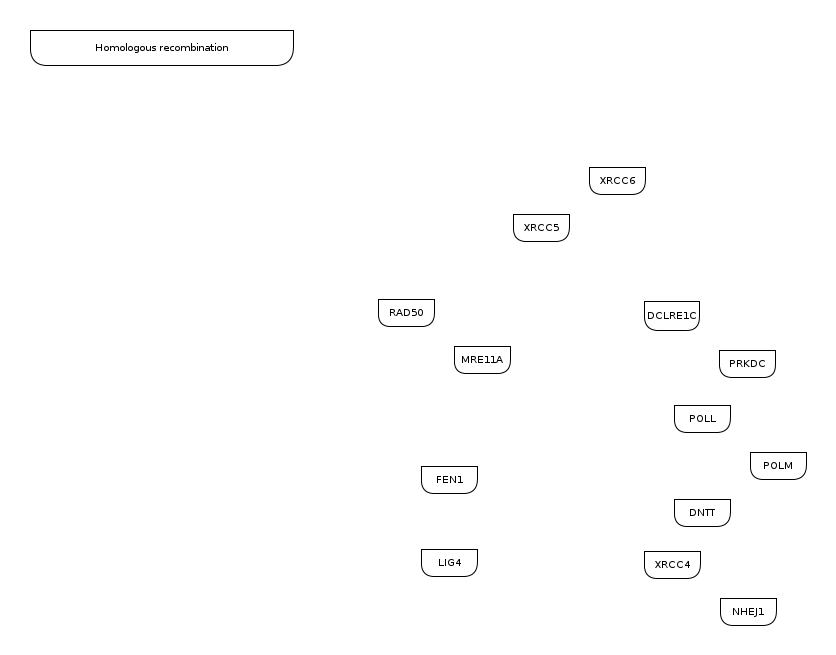 Homologous recombination
XRCC6
XRCC5
RAD50
DCLRE1C
MRE11A
PRKDC
POLL
POLM
FEN1
DNTT
LIG4
XRCC4
NHEJ1